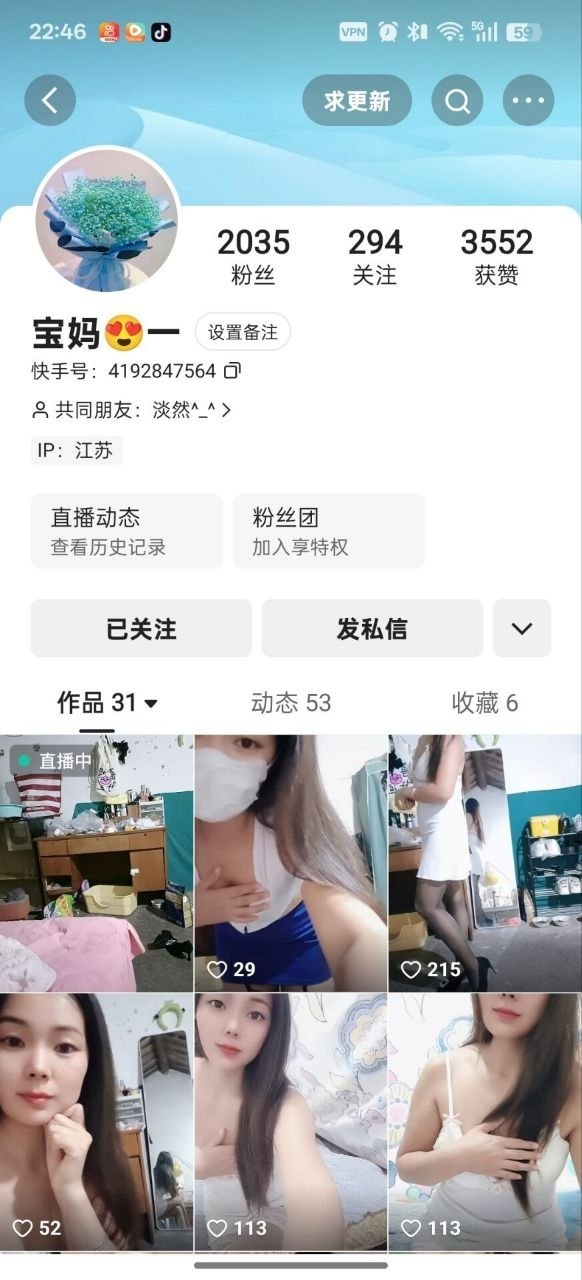 22:46 VPN 5G 59
求更新
2035 294 3552
粉丝 关注 获赞
宝妈😍一 设置备注
快手号：4192847564
共同朋友：淡然^_^
IP：江苏
直播动态 粉丝团
查看历史记录 加入享特权
已关注 发私信
作品 31 动态 53 收藏 6
直播中
29 215
52 113 113